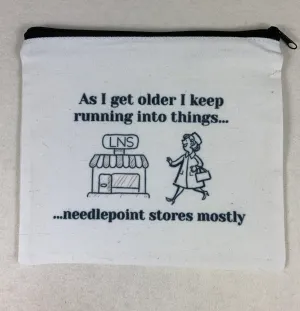 As I get older I keep
running into things...
LNS
...needlepoint stores mostly